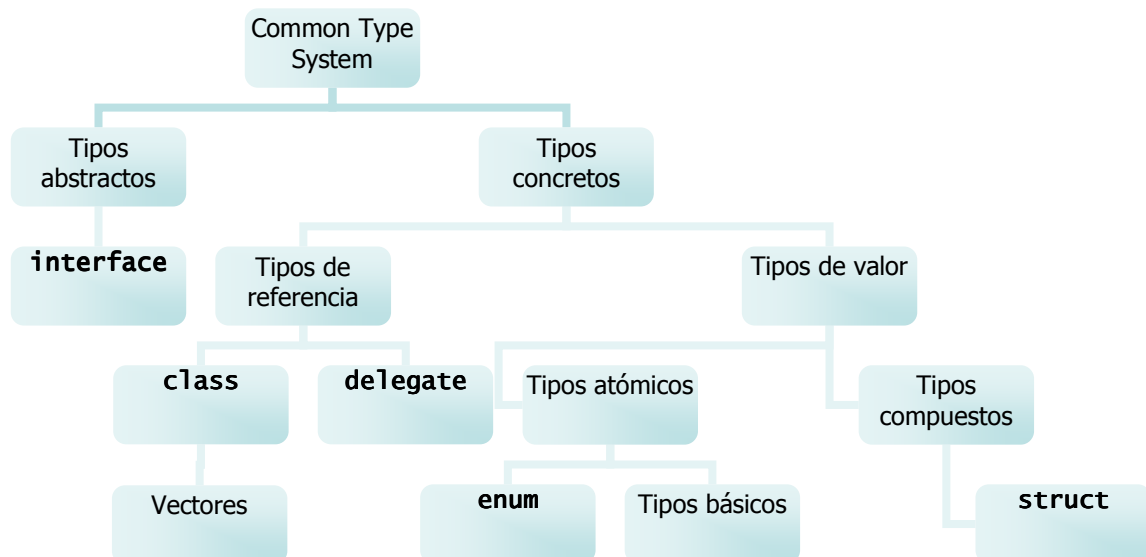 Common Type
System
Tipos
abstractos
Tipos
concretos
interface
Tipos de
referencia
Tipos de valor
class
delegate
Tipos atómicos
Tipos
compuestos
Vectores
enum
Tipos básicos
struct